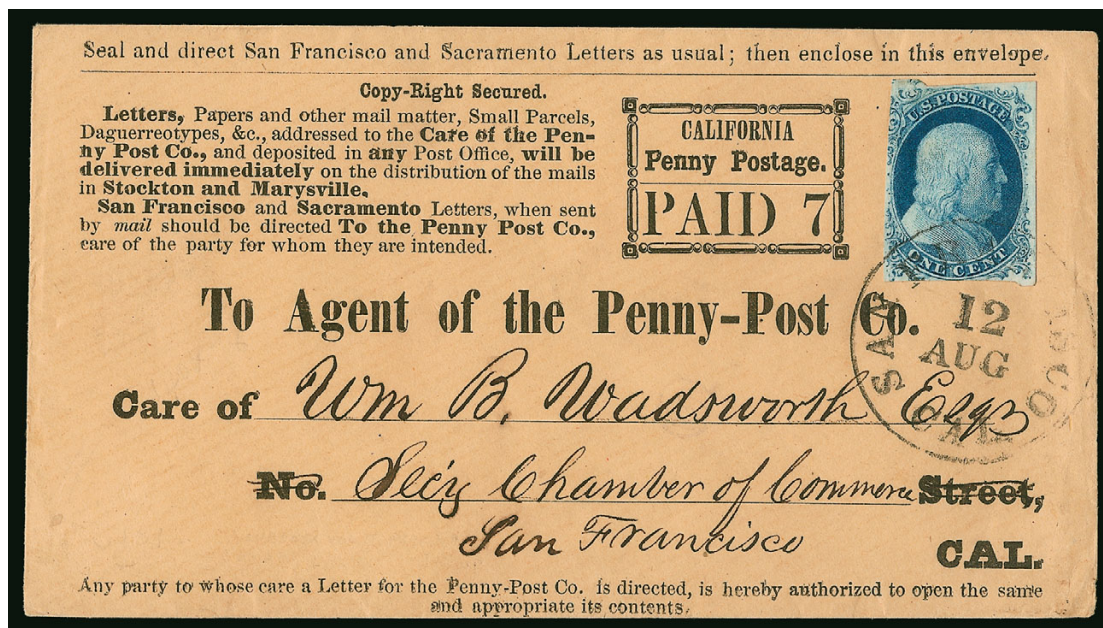 Seal and direct San Francisco and Sacramento Letters as usual; then enclose in this envelope.
Copy-Right Secured.
Letters, Papers and other mail matter, Small Parcels,
Daguerreotypes, &c., addressed to the Care of the Pen-
ny Post Co., and deposited in any Post Office, will be
delivered immediately on the distribution of the mails
in Stockton and Marysville.
San Francisco and Sacramento Letters, when sent
by mail should be directed To the Penny Post Co.,
care of the party for whom they are intended.
CALIFORNIA
Penny Postage.
PAID 7
U.S. POSTAGE
ONE CENT
To Agent of the Penny-Post Co.
SAN
12
AUG
CAL.
Care of Wm B. Wadsworth Esqr
No. Sec'y Chamber of Commerce Street,
San Francisco
CAL.
Any party to whose care a Letter for the Penny-Post Co. is directed, is hereby authorized to open the same
and appropriate its contents.